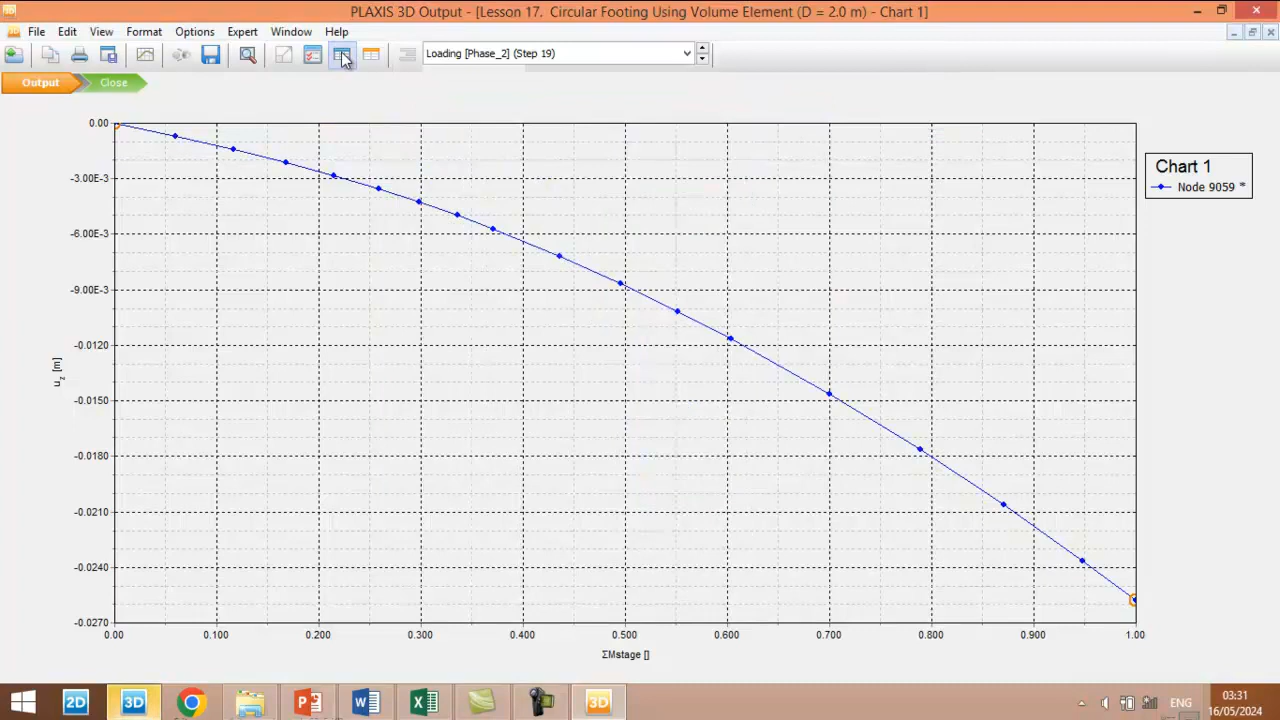 PLAXIS 3D Output - [Lesson 17.  Circular Footing Using Volume Element (D = 2.0 m) - Chart 1]
File Edit View Format Options Expert Window Help
Loading [Phase_2] (Step 19)
Output Close
0.00
-3.00E-3
-6.00E-3
-9.00E-3
-0.0120
-0.0150
-0.0180
-0.0210
-0.0240
-0.0270
uz [m]
0.00 0.100 0.200 0.300 0.400 0.500 0.600 0.700 0.800 0.900 1.00
ΣMstage []
Chart 1
Node 9059 *
2D 3D 3D
ENG
03:31
16/05/2024